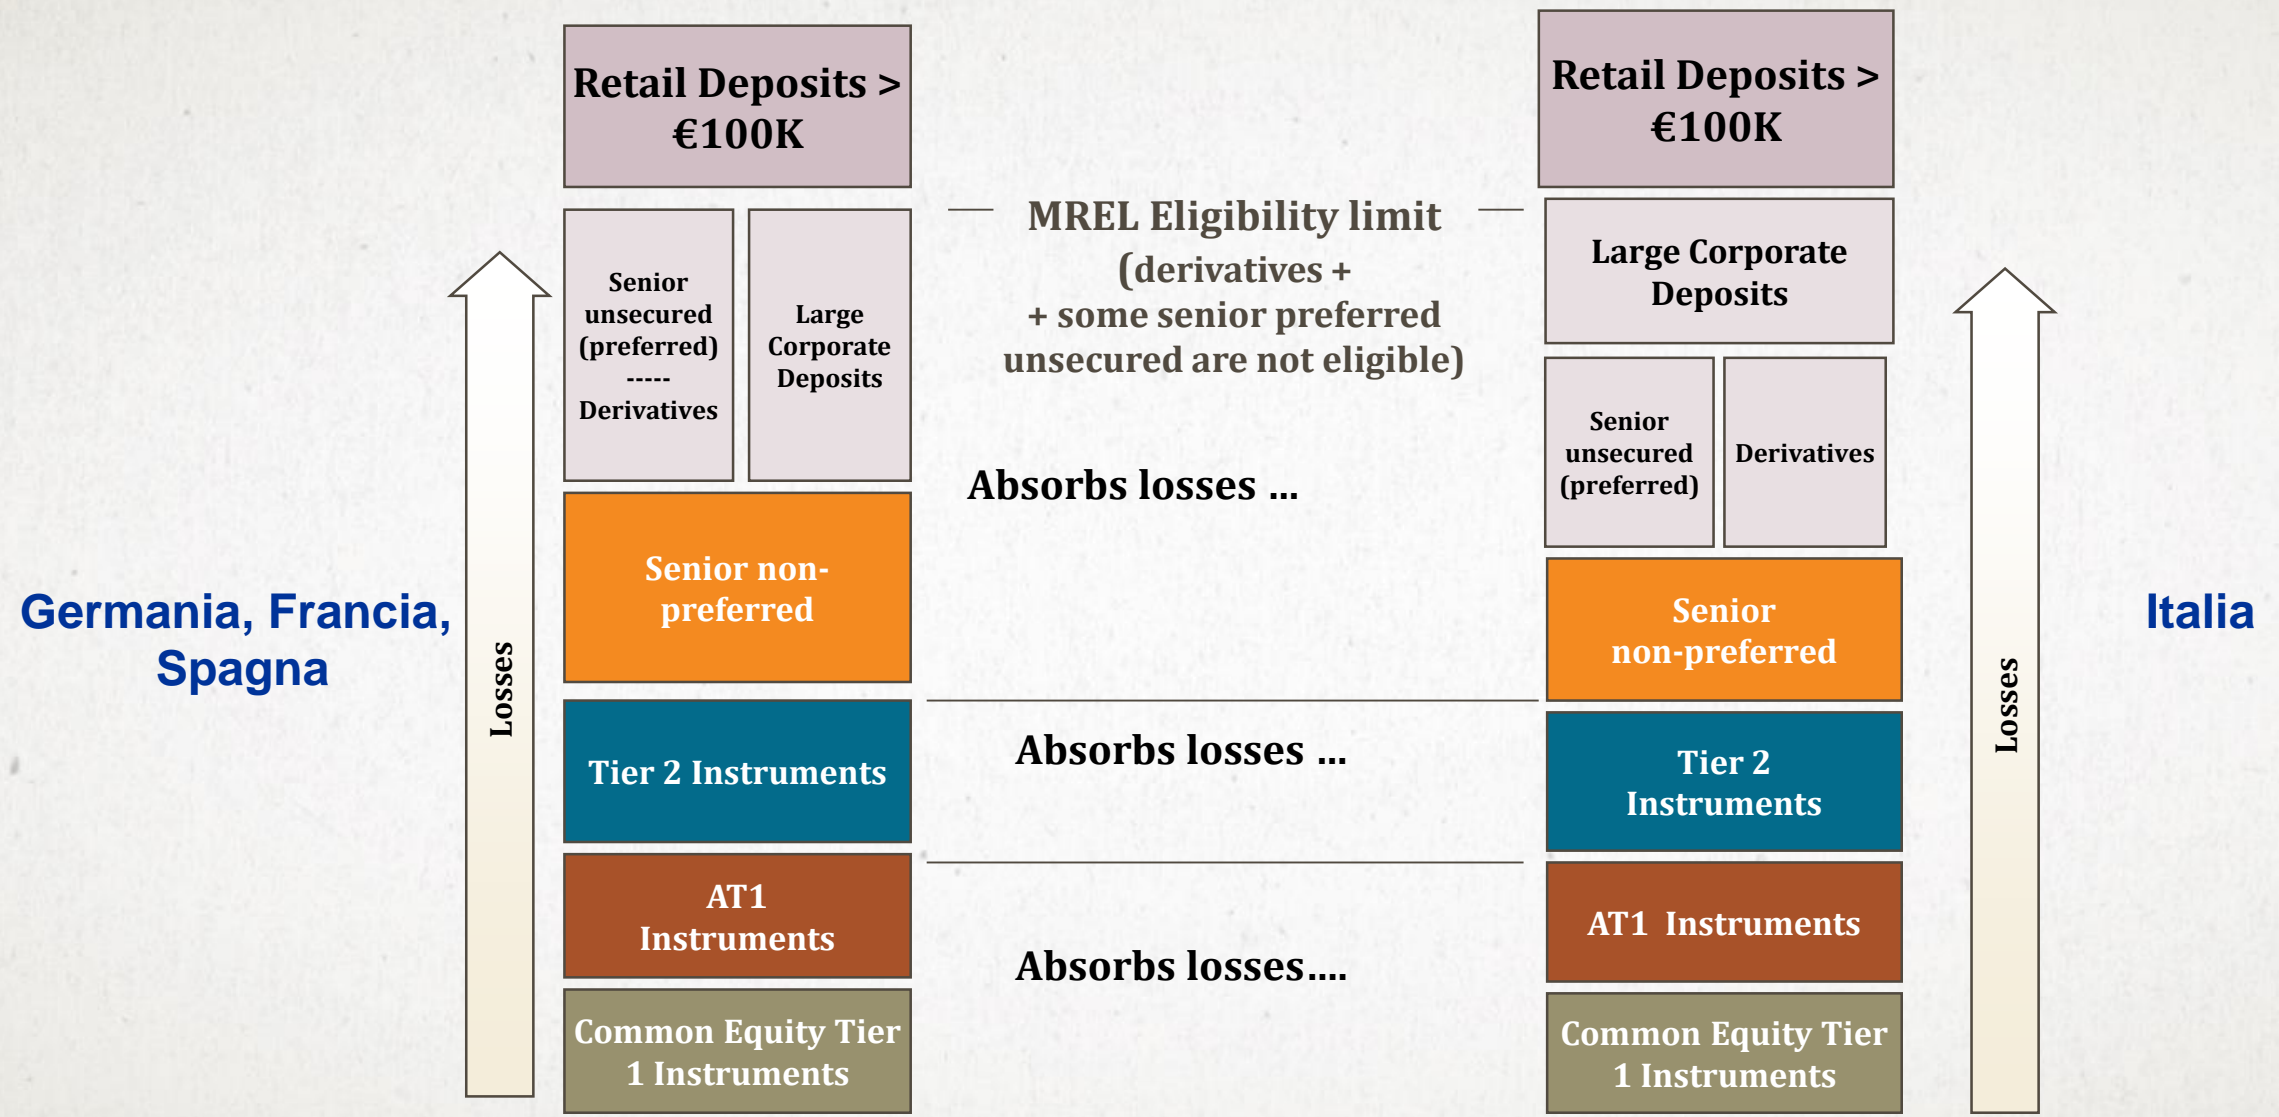 Germania, Francia,
Spagna
Losses
Retail Deposits >
€100K
Senior
unsecured
(preferred)
-----
Derivatives
Large
Corporate
Deposits
Senior non-
preferred
Tier 2 Instruments
AT1
Instruments
Common Equity Tier
1 Instruments
MREL Eligibility limit
(derivatives +
+ some senior preferred
unsecured are not eligible)
Absorbs losses ...
Absorbs losses ...
Absorbs losses....
Retail Deposits >
€100K
Large Corporate
Deposits
Senior
unsecured
(preferred)
Derivatives
Senior
non-preferred
Tier 2
Instruments
AT1 Instruments
Common Equity Tier
1 Instruments
Losses
Italia